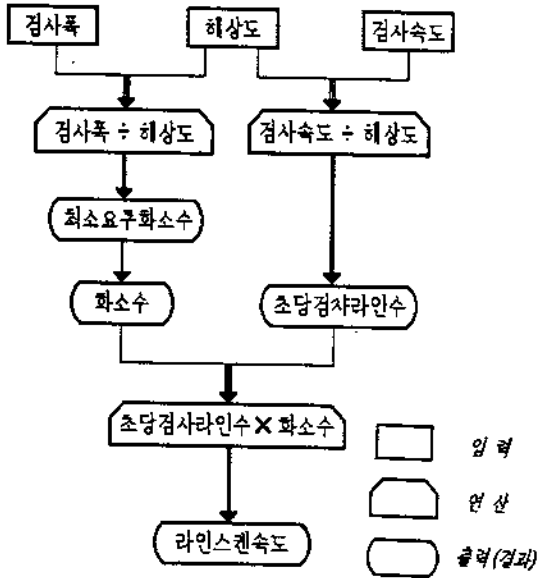 검사폭 해상도 검사속도
검사폭 ÷ 해상도 검사속도 ÷ 해상도
최소요구화소수
화소수 초당검사라인수
초당검사라인수 X 화소수
입력
연산
라인스켄속도
출력(결과)